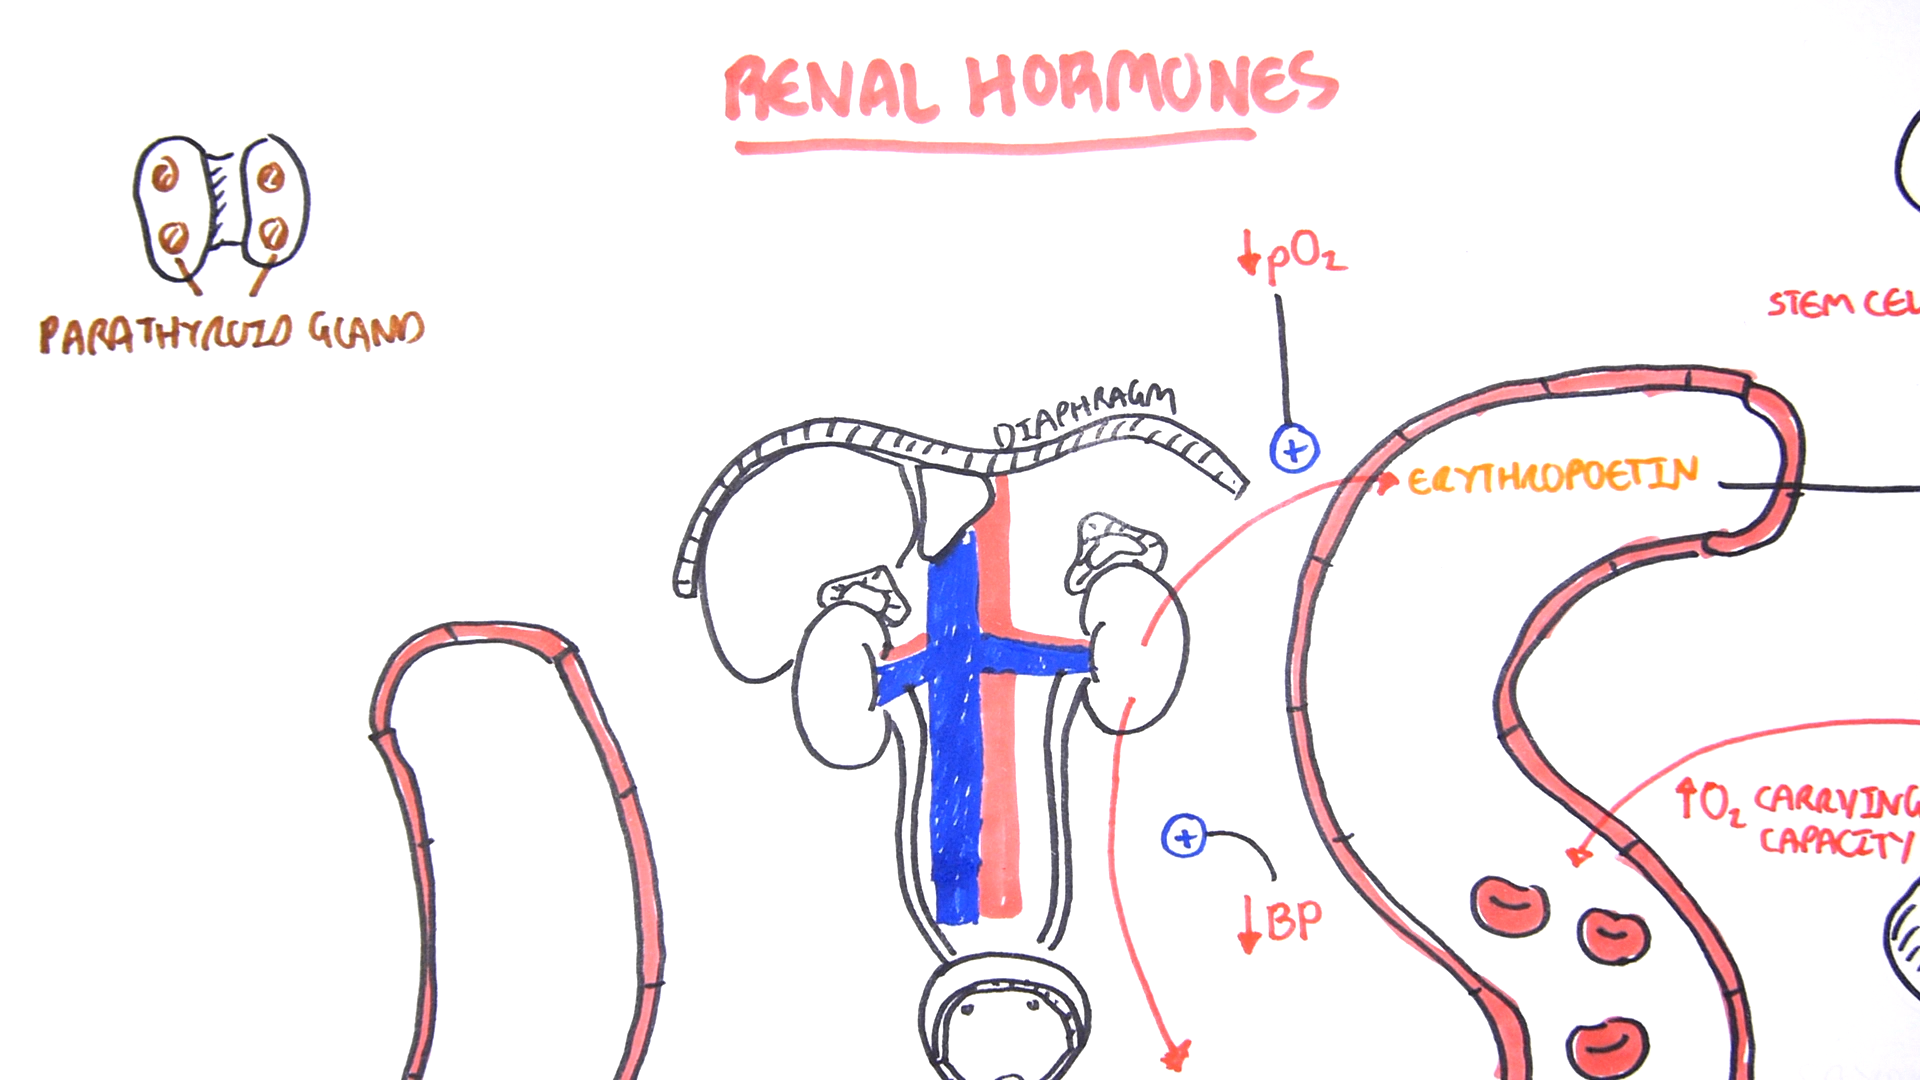 RENAL HORMONES
PARATHYROID GLAND
↓pO₂
STEM CEL
DIAPHRAGM
+
ERYTHROPOETIN
↑O₂ CARRYING
CAPACITY
+
↓BP